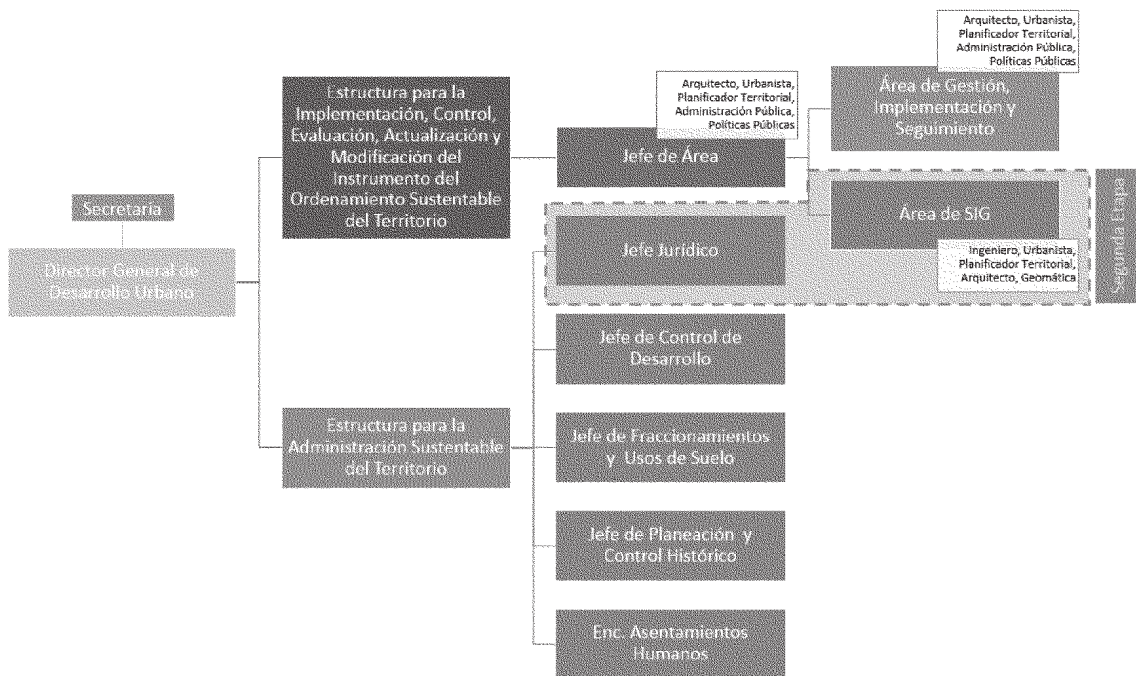 Secretaría
Director General de
Desarrollo Urbano
Estructura para la
Implementación, Control,
Evaluación, Actualización y
Modificación del
Instrumento del
Ordenamiento Sustentable
del Territorio
Arquitecto, Urbanista,
Planificador Territorial,
Administración Pública,
Políticas Públicas
Jefe de Área
Arquitecto, Urbanista,
Planificador Territorial,
Administración Pública,
Políticas Públicas
Área de Gestión,
Implementación y
Seguimiento
Área de SIG
Ingeniero, Urbanista,
Planificador Territorial,
Arquitecto, Geomática
Segunda Etapa
Estructura para la
Administración Sustentable
del Territorio
Jefe Jurídico
Jefe de Control de
Desarrollo
Jefe de Fraccionamientos
y Usos de Suelo
Jefe de Planeación y
Control Histórico
Enc. Asentamientos
Humanos